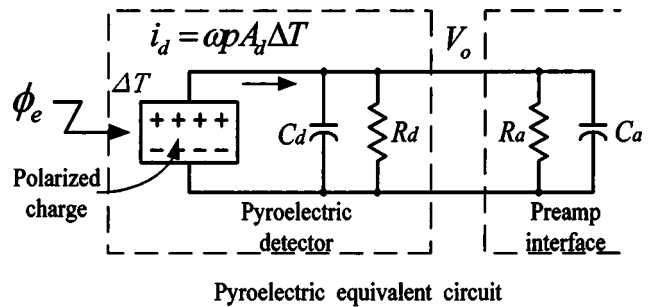 i_d = ωpA_dΔT
V_o
ΔT
ϕ_e
+ + + +
− − − −
C_d
R_d
R_a
C_a
Polarized
charge
Pyroelectric
detector
Preamp
interface
Pyroelectric equivalent circuit